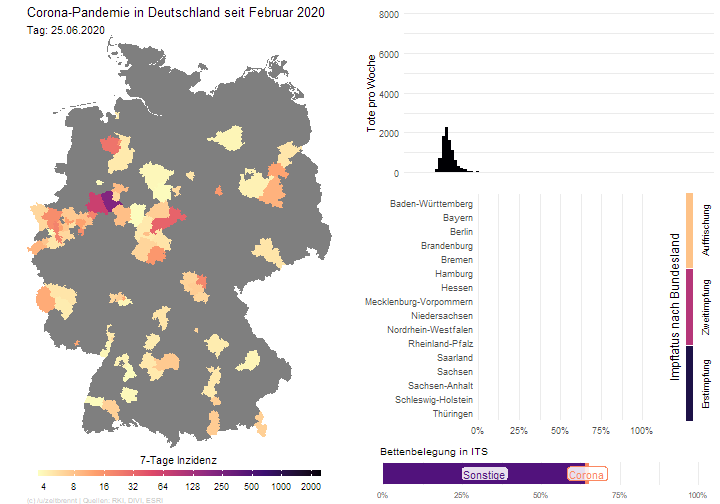 Corona-Pandemie in Deutschland seit Februar 2020
Tag: 25.06.2020
7-Tage Inzidenz
4 8 16 32 50 100 250 500 1000 2000
(c) /u/zeitbrennt | Quellen: RKI, DIVI, ESRI
Tote pro Woche
8000
6000
4000
2000
0
Baden-Württemberg
Bayern
Berlin
Brandenburg
Bremen
Hamburg
Hessen
Mecklenburg-Vorpommern
Niedersachsen
Nordrhein-Westfalen
Rheinland-Pfalz
Saarland
Sachsen
Sachsen-Anhalt
Schleswig-Holstein
Thüringen
0% 25% 50% 75% 100%
Impfstatus nach Bundesland
Auffrischung
Zweitimpfung
Erstimpfung
Bettenbelegung in ITS
Sonstige Corona
0% 25% 50% 75% 100%